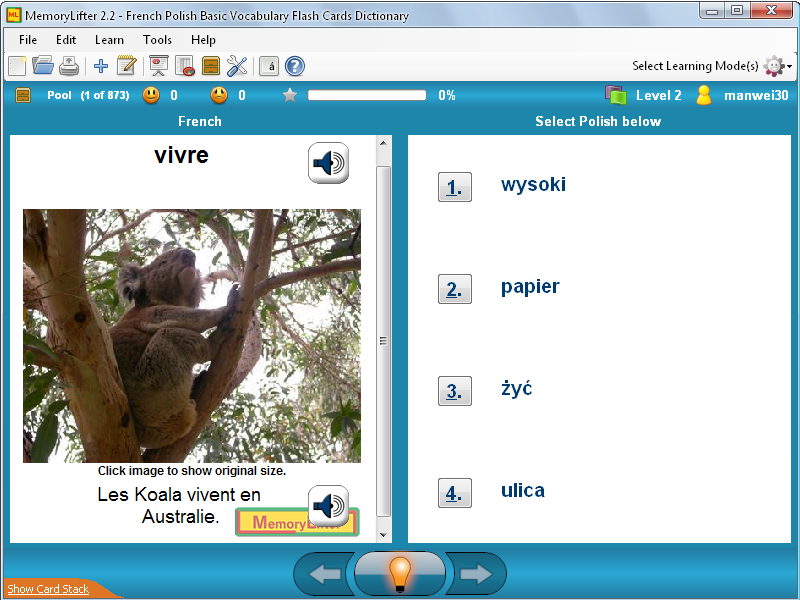 MemoryLifter 2.2 - French Polish Basic Vocabulary Flash Cards Dictionary
File Edit Learn Tools Help
á ?
Select Learning Mode(s)
Pool (1 of 873) 0 0 0% Level 2 manwei30
French
Select Polish below
vivre
Click image to show original size.
Les Koala vivent en
Australie.
1. wysoki
2. papier
3. żyć
4. ulica
Show Card Stack